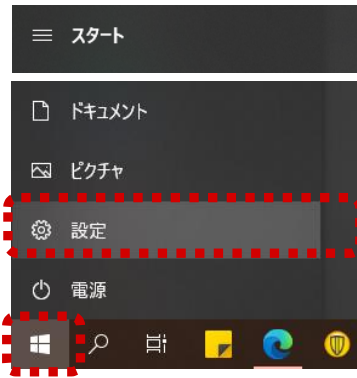 スタート
ドキュメント
ピクチャ
設定
電源